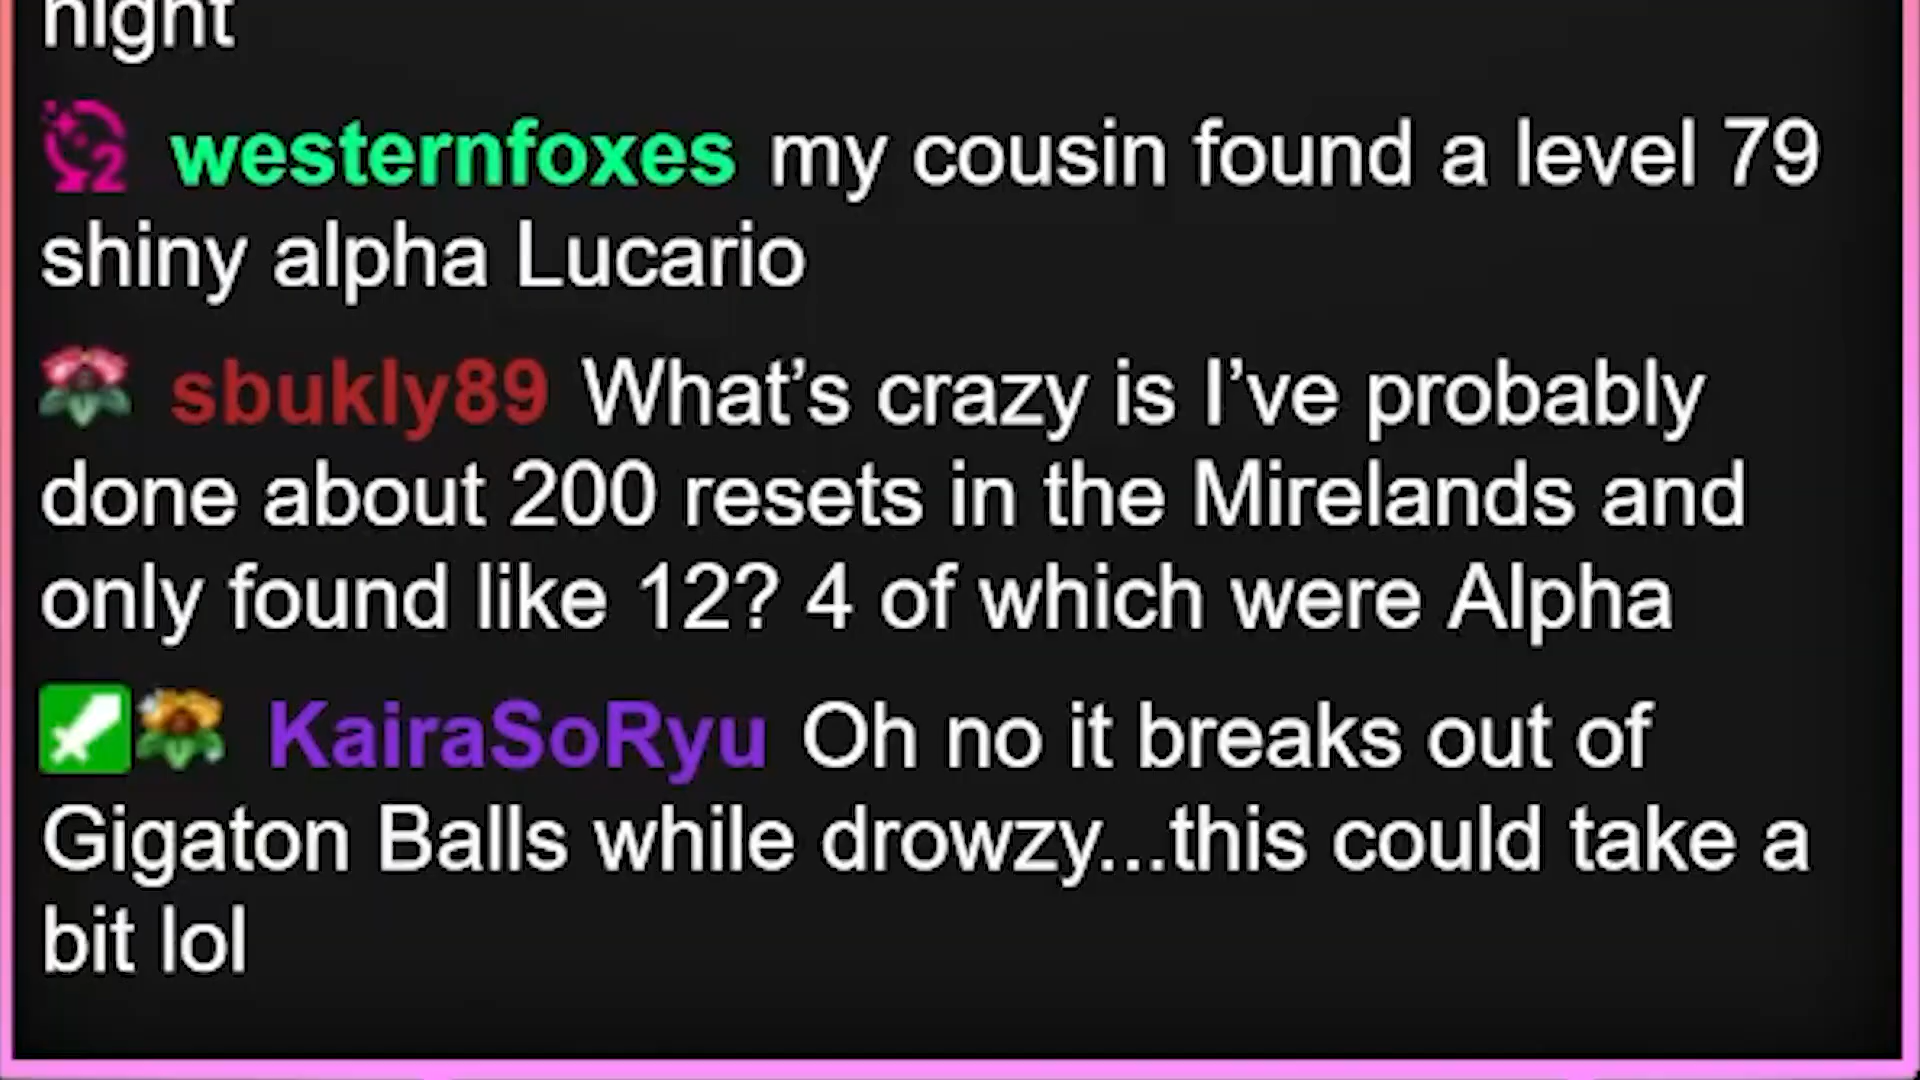 night
westernfoxes my cousin found a level 79
shiny alpha Lucario
sbukly89 What’s crazy is I’ve probably
done about 200 resets in the Mirelands and
only found like 12? 4 of which were Alpha
KairaSoRyu Oh no it breaks out of
Gigaton Balls while drowzy...this could take a
bit lol